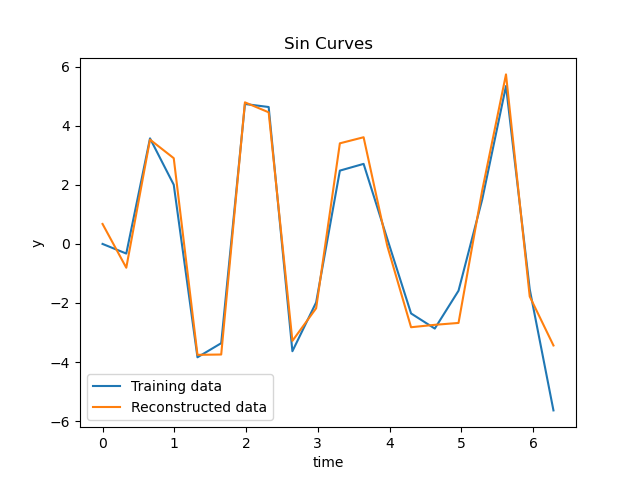 Sin Curves
6
4
2
0
−2
−4
−6
y
Training data
Reconstructed data
0 1 2 3 4 5 6
time